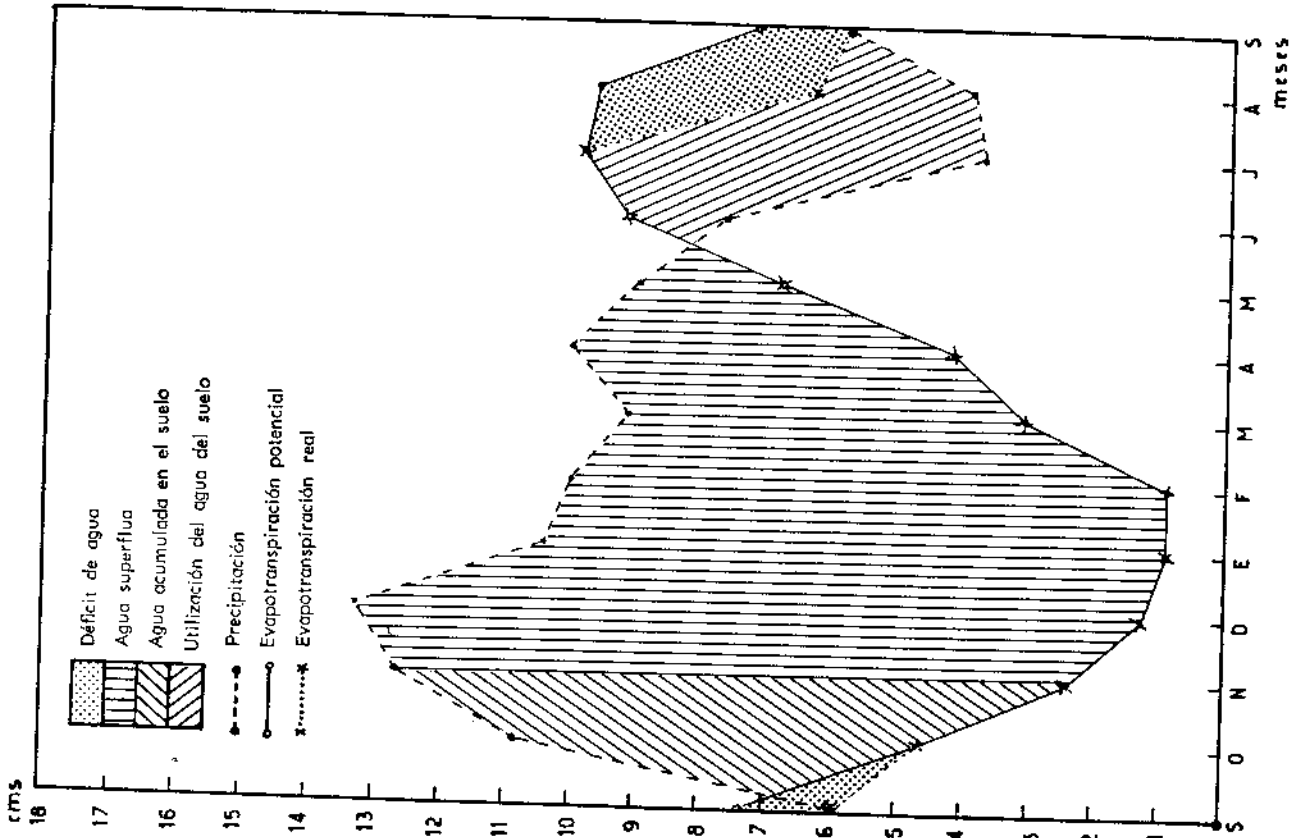 cms
18
17
16
15
14
13
12
11
10
9
8
7
6
5
4
3
2
1
Déficit de agua
Agua superflua
Agua acumulada en el suelo
Utilización del agua del suelo
Precipitación
Evapotranspiración potencial
Evapotranspiración real
S O N D E F M A M J J A S
meses